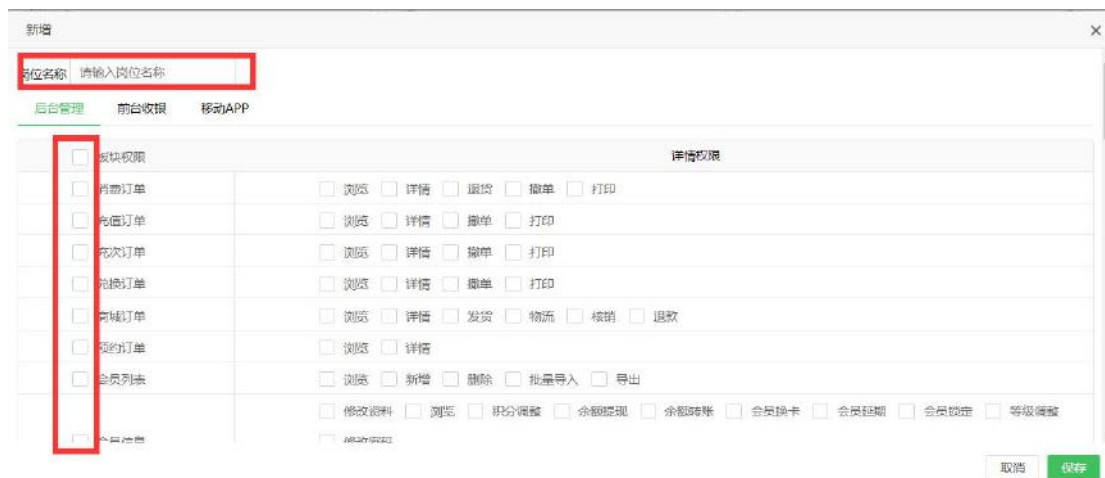 新增
岗位名称 请输入岗位名称
后台管理 前台收银 移动APP
板块权限 详情权限
消费订单 浏览 详情 退货 撤单 打印
充值订单 浏览 详情 撤单 打印
充次订单 浏览 详情 撤单 打印
兑换订单 浏览 详情 撤单 打印
商城订单 浏览 详情 发货 物流 核销 退款
预约订单 浏览 详情
会员列表 浏览 新增 删除 批量导入 导出
修改资料 浏览 积分调整 余额提现 余额转账 会员换卡 会员延期 会员锁定 等级调整
会员信息 修改密码
取消 保存